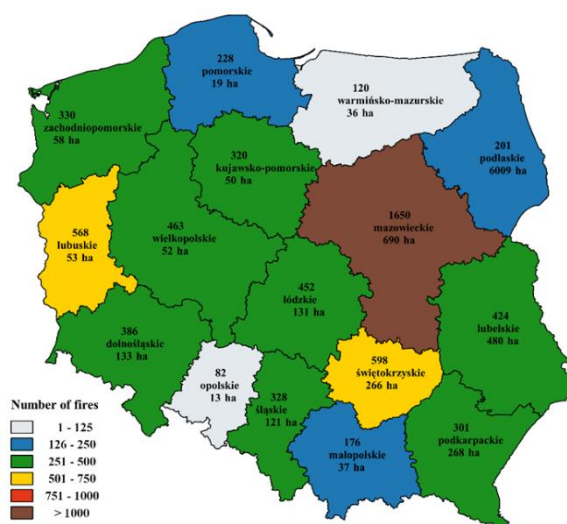 228
pomorskie
19 ha
120
warmińsko-mazurskie
36 ha
330
zachodniopomorskie
58 ha
201
podlaskie
6009 ha
320
kujawsko-pomorskie
50 ha
1650
mazowieckie
690 ha
568
lubuskie
53 ha
463
wielkopolskie
52 ha
452
łódzkie
131 ha
424
lubelskie
480 ha
386
dolnośląskie
133 ha
598
świętokrzyskie
266 ha
82
opolskie
13 ha
328
śląskie
121 ha
301
podkarpackie
268 ha
176
małopolskie
37 ha
Number of fires
1 - 125
126 - 250
251 - 500
501 - 750
751 - 1000
> 1000